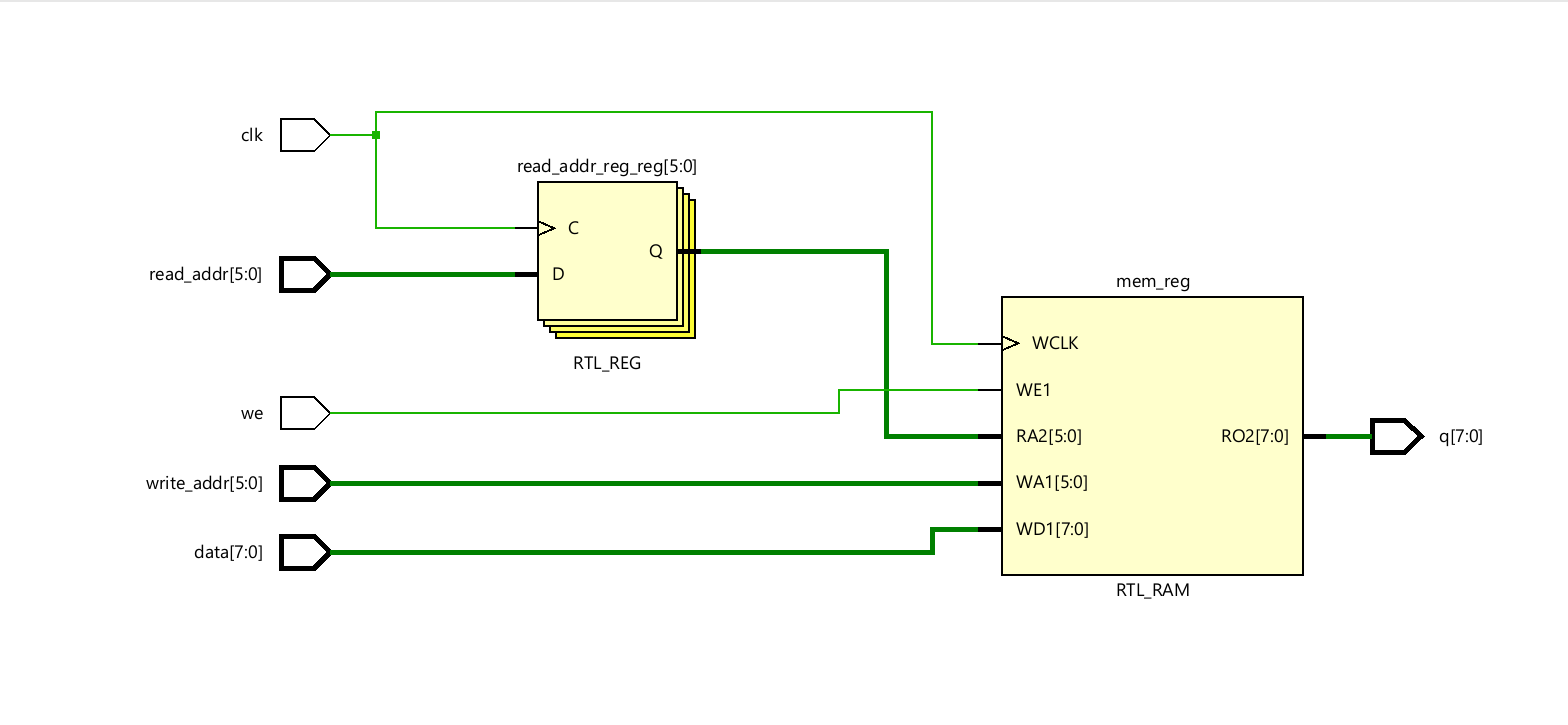 clk
read_addr_reg_reg[5:0]
C
Q
read_addr[5:0]
D
RTL_REG
mem_reg
WCLK
we
WE1
RA2[5:0]
RO2[7:0]
q[7:0]
write_addr[5:0]
WA1[5:0]
data[7:0]
WD1[7:0]
RTL_RAM